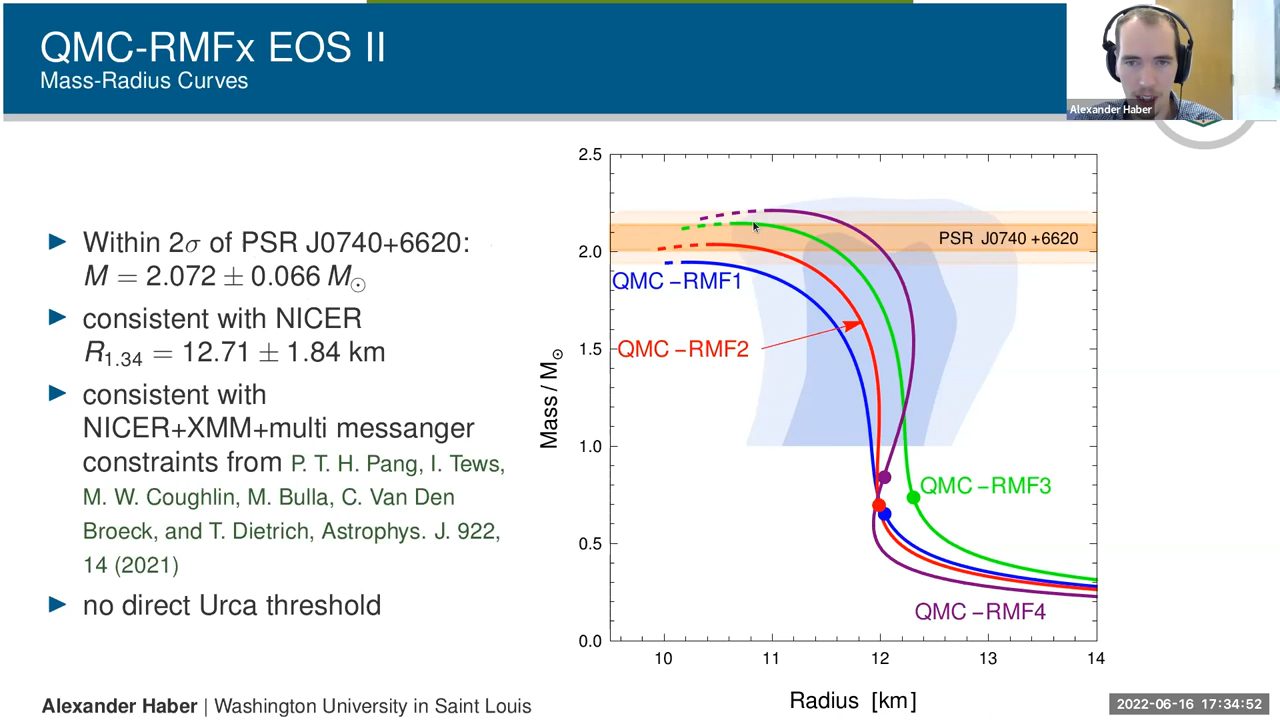 QMC-RMFx EOS II
Mass-Radius Curves
Alexander Haber
Within 2σ of PSR J0740+6620:
M = 2.072 ± 0.066 M⊙
consistent with NICER
R1.34 = 12.71 ± 1.84 km
consistent with
NICER+XMM+multi messanger
constraints from P. T. H. Pang, I. Tews,
M. W. Coughlin, M. Bulla, C. Van Den
Broeck, and T. Dietrich, Astrophys. J. 922,
14 (2021)
no direct Urca threshold
2.5
2.0
1.5
1.0
0.5
0.0
Mass / M⊙
PSR J0740 +6620
QMC −RMF1
QMC −RMF2
QMC −RMF3
QMC −RMF4
10 11 12 13 14
Radius [km]
Alexander Haber | Washington University in Saint Louis
2022-06-16 17:34:52